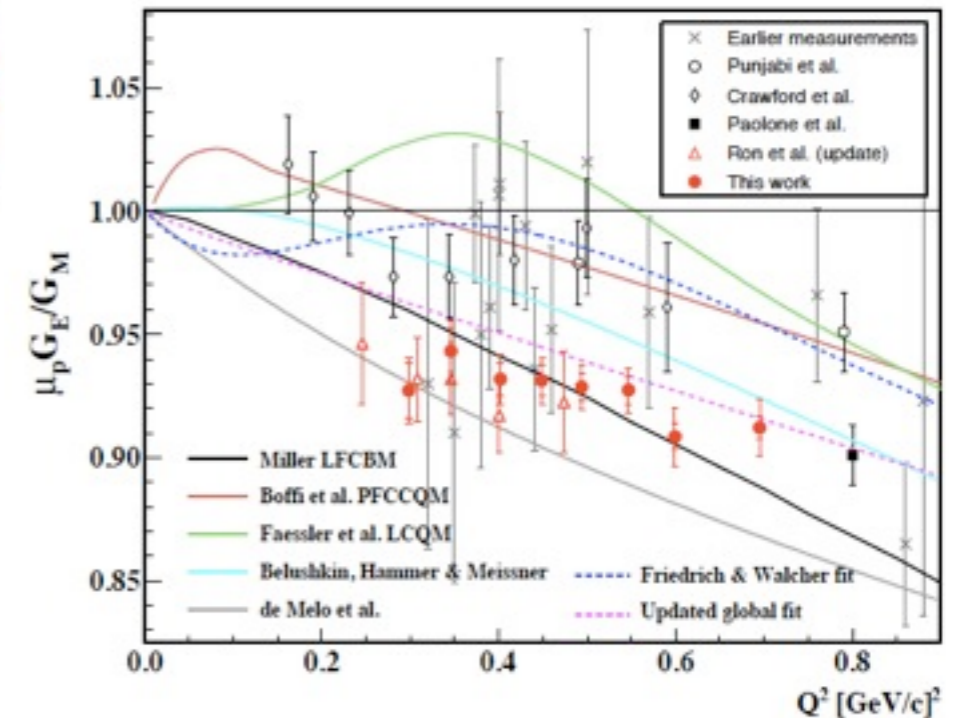 Earlier measurements
Punjabi et al.
Crawford et al.
Paolone et al.
Ron et al. (update)
This work
1.05
1.00
0.95
0.90
0.85
μpGE/GM
Miller LFCBM
Boffi et al. PFCCQM
Faessler et al. LCQM
Belushkin, Hammer & Meissner
de Melo et al.
Friedrich & Walcher fit
Updated global fit
0.0 0.2 0.4 0.6 0.8
Q² [GeV/c]²